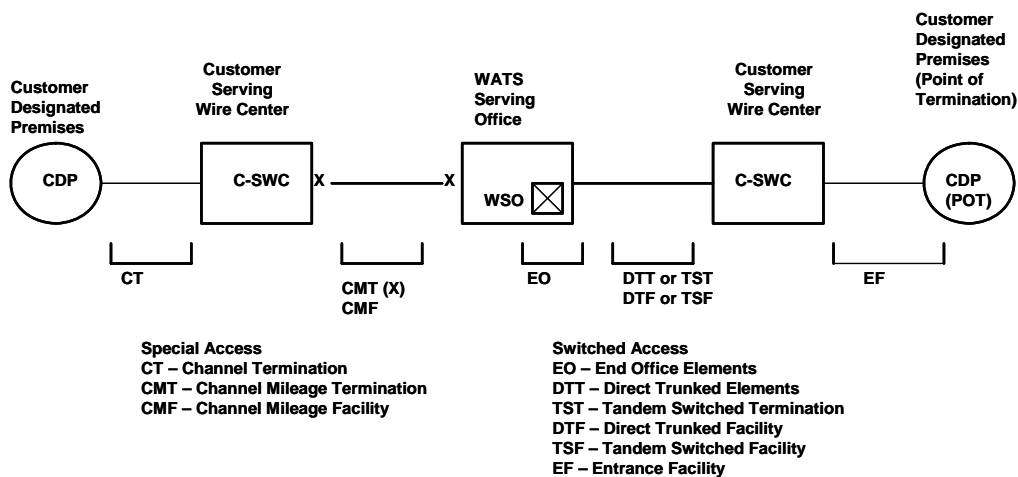 Customer
Designated
Premises
Customer
Serving
Wire Center
WATS
Serving
Office
Customer
Serving
Wire Center
Customer
Designated
Premises
(Point of
Termination)
CDP
C-SWC
X
X
WSO
C-SWC
CDP
(POT)
CT
CMT (X)
CMF
EO
DTT or TST
DTF or TSF
EF
Special Access
CT – Channel Termination
CMT – Channel Mileage Termination
CMF – Channel Mileage Facility
Switched Access
EO – End Office Elements
DTT – Direct Trunked Elements
TST – Tandem Switched Termination
DTF – Direct Trunked Facility
TSF – Tandem Switched Facility
EF – Entrance Facility